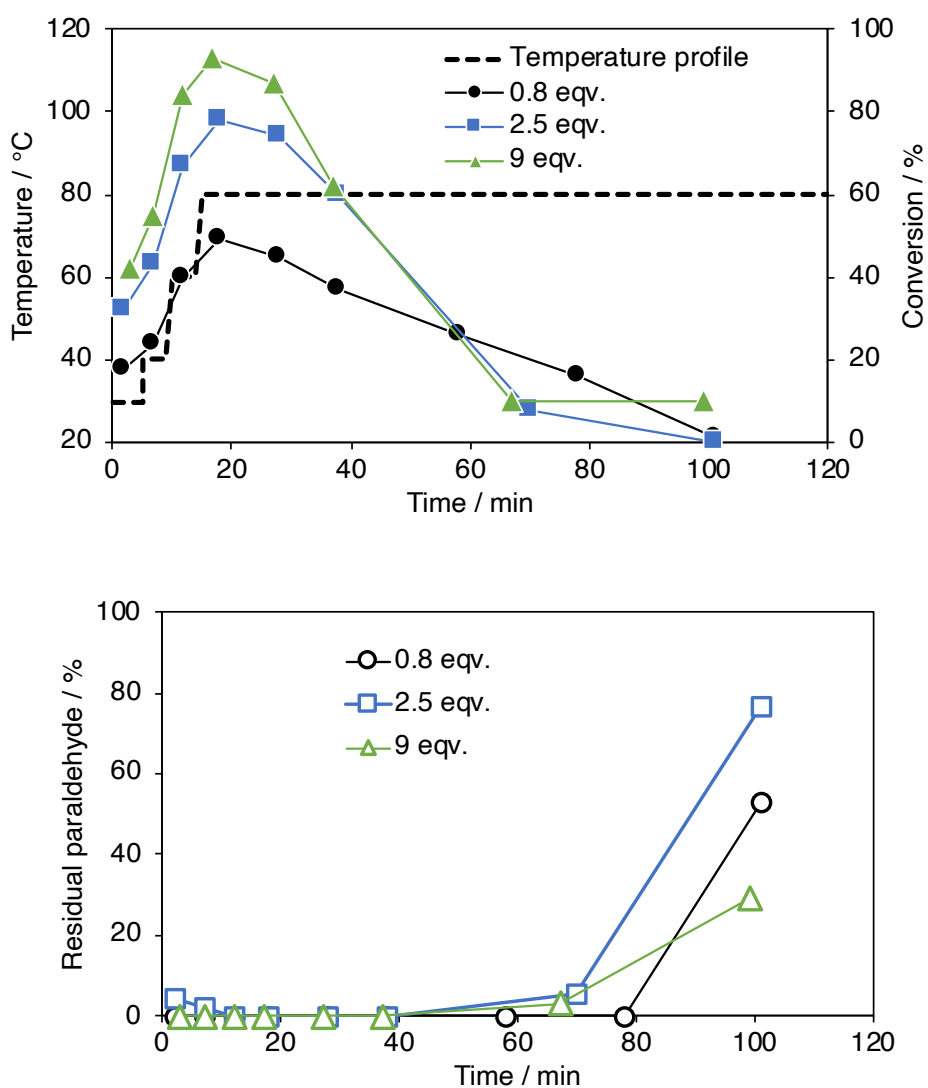 120
100
80
60
40
20
Temperature / °C
100
80
60
40
20
0
Conversion / %
Temperature profile
0.8 eqv.
2.5 eqv.
9 eqv.
0 20 40 60 80 100 120
Time / min
100
80
60
40
20
0
Residual paraldehyde / %
0.8 eqv.
2.5 eqv.
9 eqv.
0 20 40 60 80 100 120
Time / min